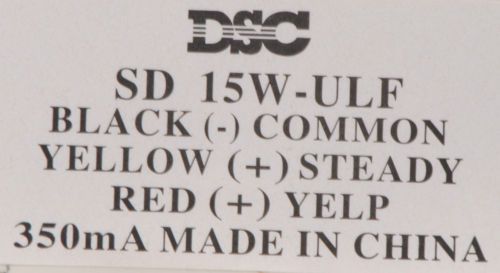 DSC
SD 15W-ULF
BLACK (-) COMMON
YELLOW (+) STEADY
RED (+) YELP
350mA MADE IN CHINA